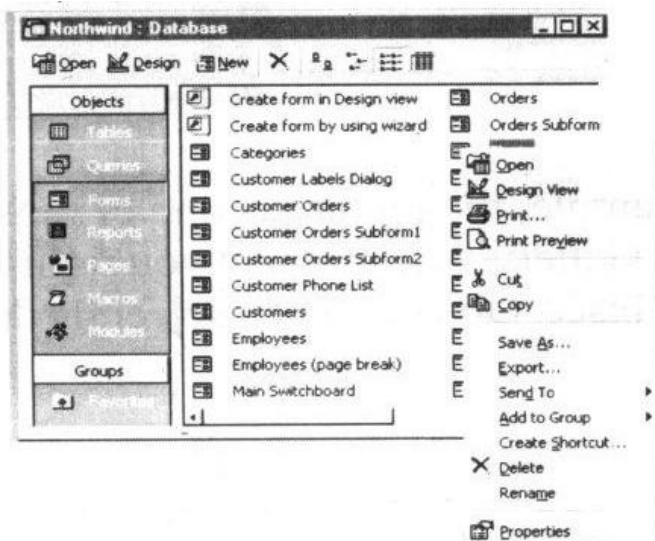 Northwind : Database
Open Design New
Objects
Tables
Queries
Forms
Reports
Pages
Macros
Modules
Groups
Favorites
Create form in Design view
Create form by using wizard
Categories
Customer Labels Dialog
Customer Orders
Customer Orders Subform1
Customer Orders Subform2
Customer Phone List
Customers
Employees
Employees (page break)
Main Switchboard
Orders
Orders Subform
Open
Design View
Print...
Print Preview
Cut
Copy
Save As...
Export...
Send To
Add to Group
Create Shortcut...
Delete
Rename
Properties